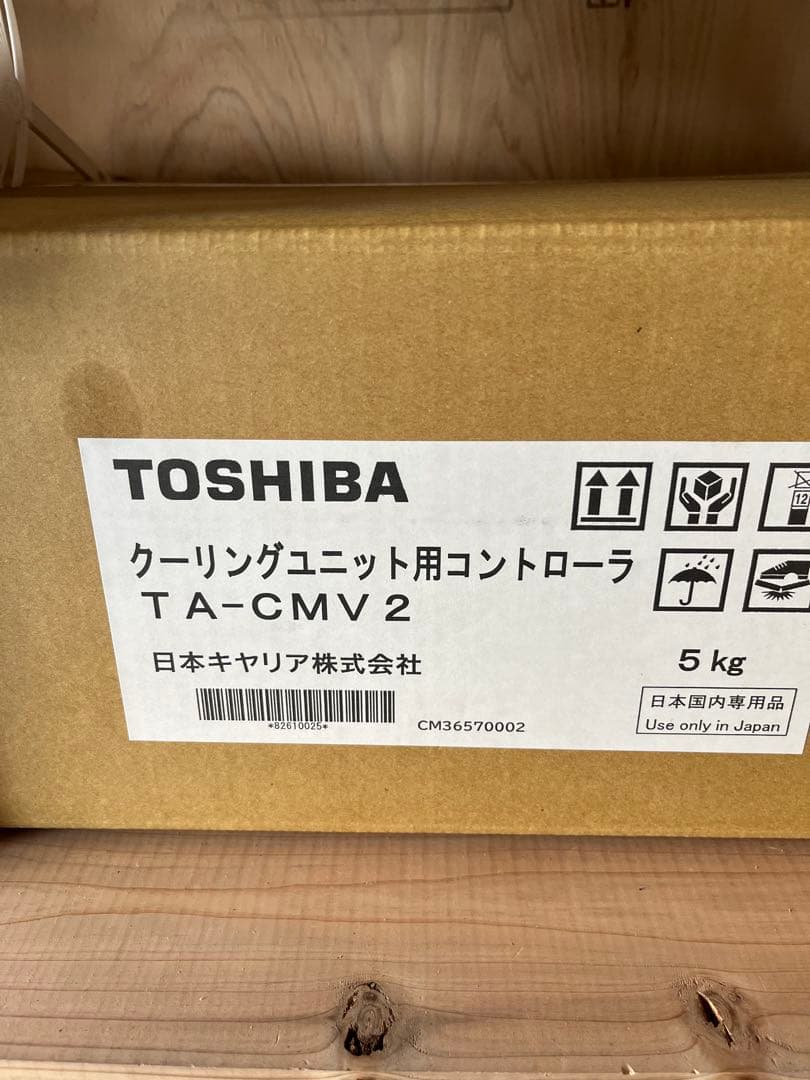 TOSHIBA
クーリングユニット用コントローラ
TA-CMV2
日本キヤリア株式会社
5 kg
*82610025*
CM36570002
日本国内専用品
Use only in Japan
12